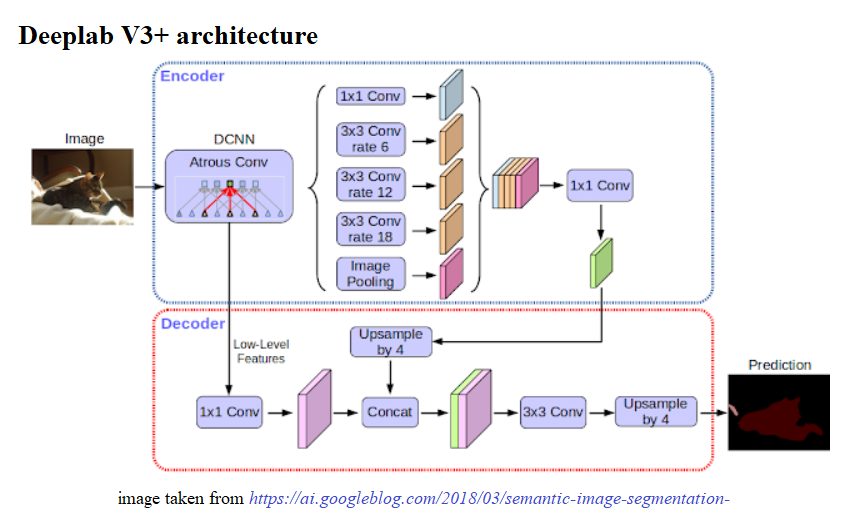 Deeplab V3+ architecture
Encoder
Image
DCNN
Atrous Conv
1x1 Conv
3x3 Conv
rate 6
3x3 Conv
rate 12
3x3 Conv
rate 18
Image
Pooling
1x1 Conv
Decoder
Low-Level
Features
Upsample
by 4
1x1 Conv
Concat
3x3 Conv
Upsample
by 4
Prediction
image taken from https://ai.googleblog.com/2018/03/semantic-image-segmentation-